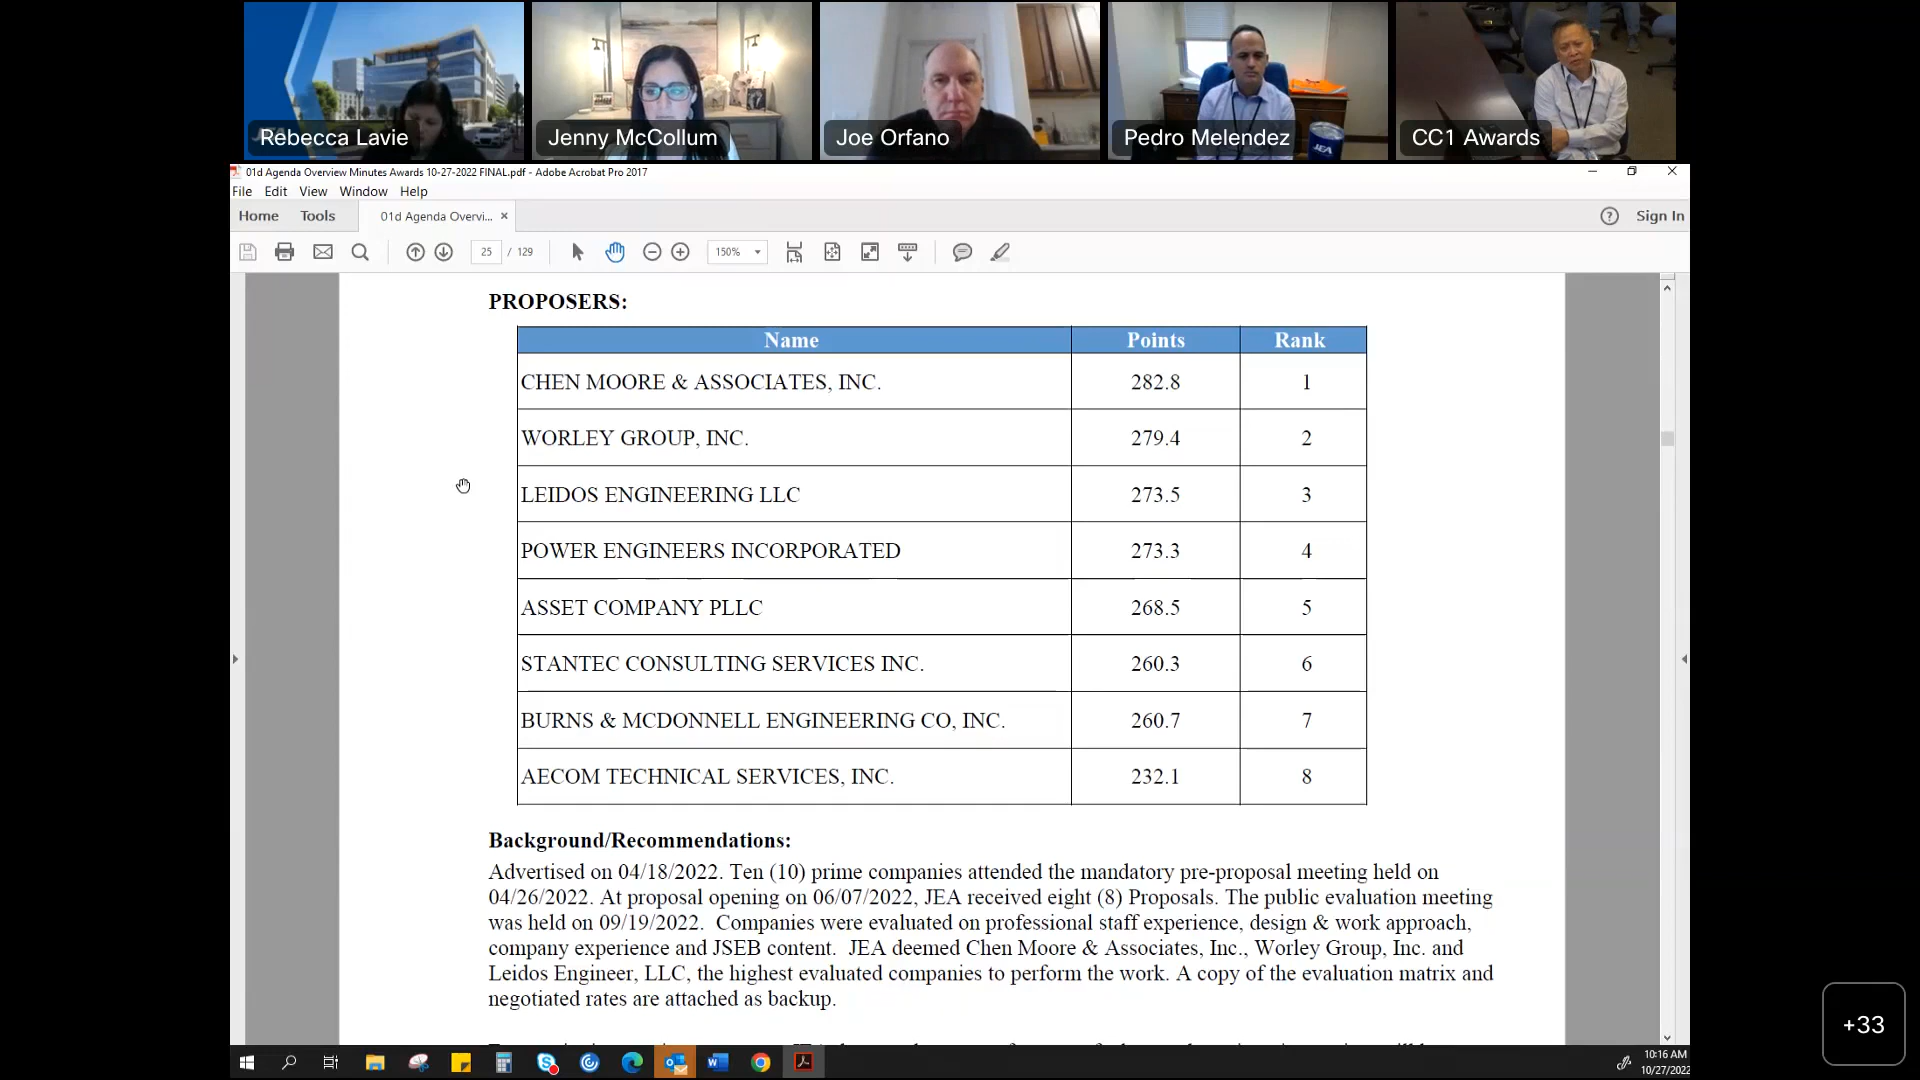 Rebecca Lavie
Jenny McCollum
Joe Orfano
Pedro Melendez
JEA
CC1 Awards
01d Agenda Overview Minutes Awards 10-27-2022 FINAL.pdf - Adobe Acrobat Pro 2017
File Edit View Window Help
Home Tools 01d Agenda Overvi... × Sign In
25 / 129 150%
PROPOSERS:
Name Points Rank
CHEN MOORE & ASSOCIATES, INC. 282.8 1
WORLEY GROUP, INC. 279.4 2
LEIDOS ENGINEERING LLC 273.5 3
POWER ENGINEERS INCORPORATED 273.3 4
ASSET COMPANY PLLC 268.5 5
STANTEC CONSULTING SERVICES INC. 260.3 6
BURNS & MCDONNELL ENGINEERING CO, INC. 260.7 7
AECOM TECHNICAL SERVICES, INC. 232.1 8
Background/Recommendations:
Advertised on 04/18/2022. Ten (10) prime companies attended the mandatory pre-proposal meeting held on
04/26/2022. At proposal opening on 06/07/2022, JEA received eight (8) Proposals. The public evaluation meeting
was held on 09/19/2022. Companies were evaluated on professional staff experience, design & work approach,
company experience and JSEB content. JEA deemed Chen Moore & Associates, Inc., Worley Group, Inc. and
Leidos Engineer, LLC, the highest evaluated companies to perform the work. A copy of the evaluation matrix and
negotiated rates are attached as backup.
+33
10:16 AM
10/27/2022